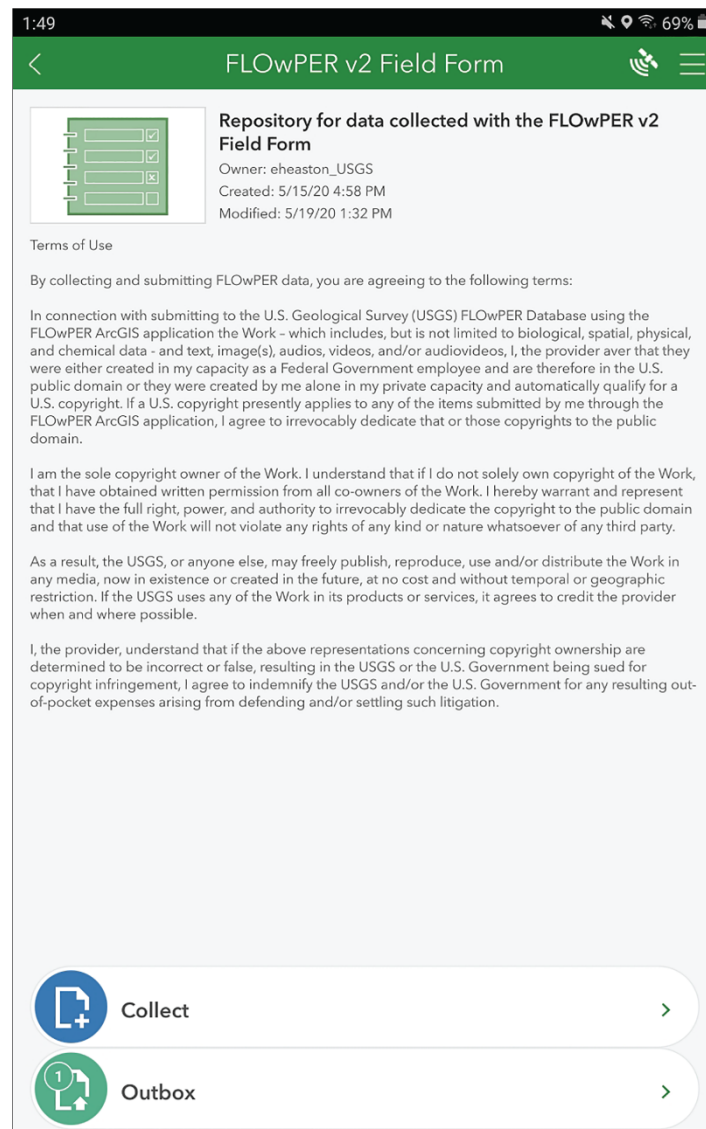 1:49 69%
FLOwPER v2 Field Form
Repository for data collected with the FLOwPER v2
Field Form
Owner: eheaston_USGS
Created: 5/15/20 4:58 PM
Modified: 5/19/20 1:32 PM
Terms of Use
By collecting and submitting FLOwPER data, you are agreeing to the following terms:
In connection with submitting to the U.S. Geological Survey (USGS) FLOwPER Database using the
FLOwPER ArcGIS application the Work – which includes, but is not limited to biological, spatial, physical,
and chemical data - and text, image(s), audios, videos, and/or audiovideos, I, the provider aver that they
were either created in my capacity as a Federal Government employee and are therefore in the U.S.
public domain or they were created by me alone in my private capacity and automatically qualify for a
U.S. copyright. If a U.S. copyright presently applies to any of the items submitted by me through the
FLOwPER ArcGIS application, I agree to irrevocably dedicate that or those copyrights to the public
domain.
I am the sole copyright owner of the Work. I understand that if I do not solely own copyright of the Work,
that I have obtained written permission from all co-owners of the Work. I hereby warrant and represent
that I have the full right, power, and authority to irrevocably dedicate the copyright to the public domain
and that use of the Work will not violate any rights of any kind or nature whatsoever of any third party.
As a result, the USGS, or anyone else, may freely publish, reproduce, use and/or distribute the Work in
any media, now in existence or created in the future, at no cost and without temporal or geographic
restriction. If the USGS uses any of the Work in its products or services, it agrees to credit the provider
when and where possible.
I, the provider, understand that if the above representations concerning copyright ownership are
determined to be incorrect or false, resulting in the USGS or the U.S. Government being sued for
copyright infringement, I agree to indemnify the USGS and/or the U.S. Government for any resulting out-
of-pocket expenses arising from defending and/or settling such litigation.
Collect
1
Outbox